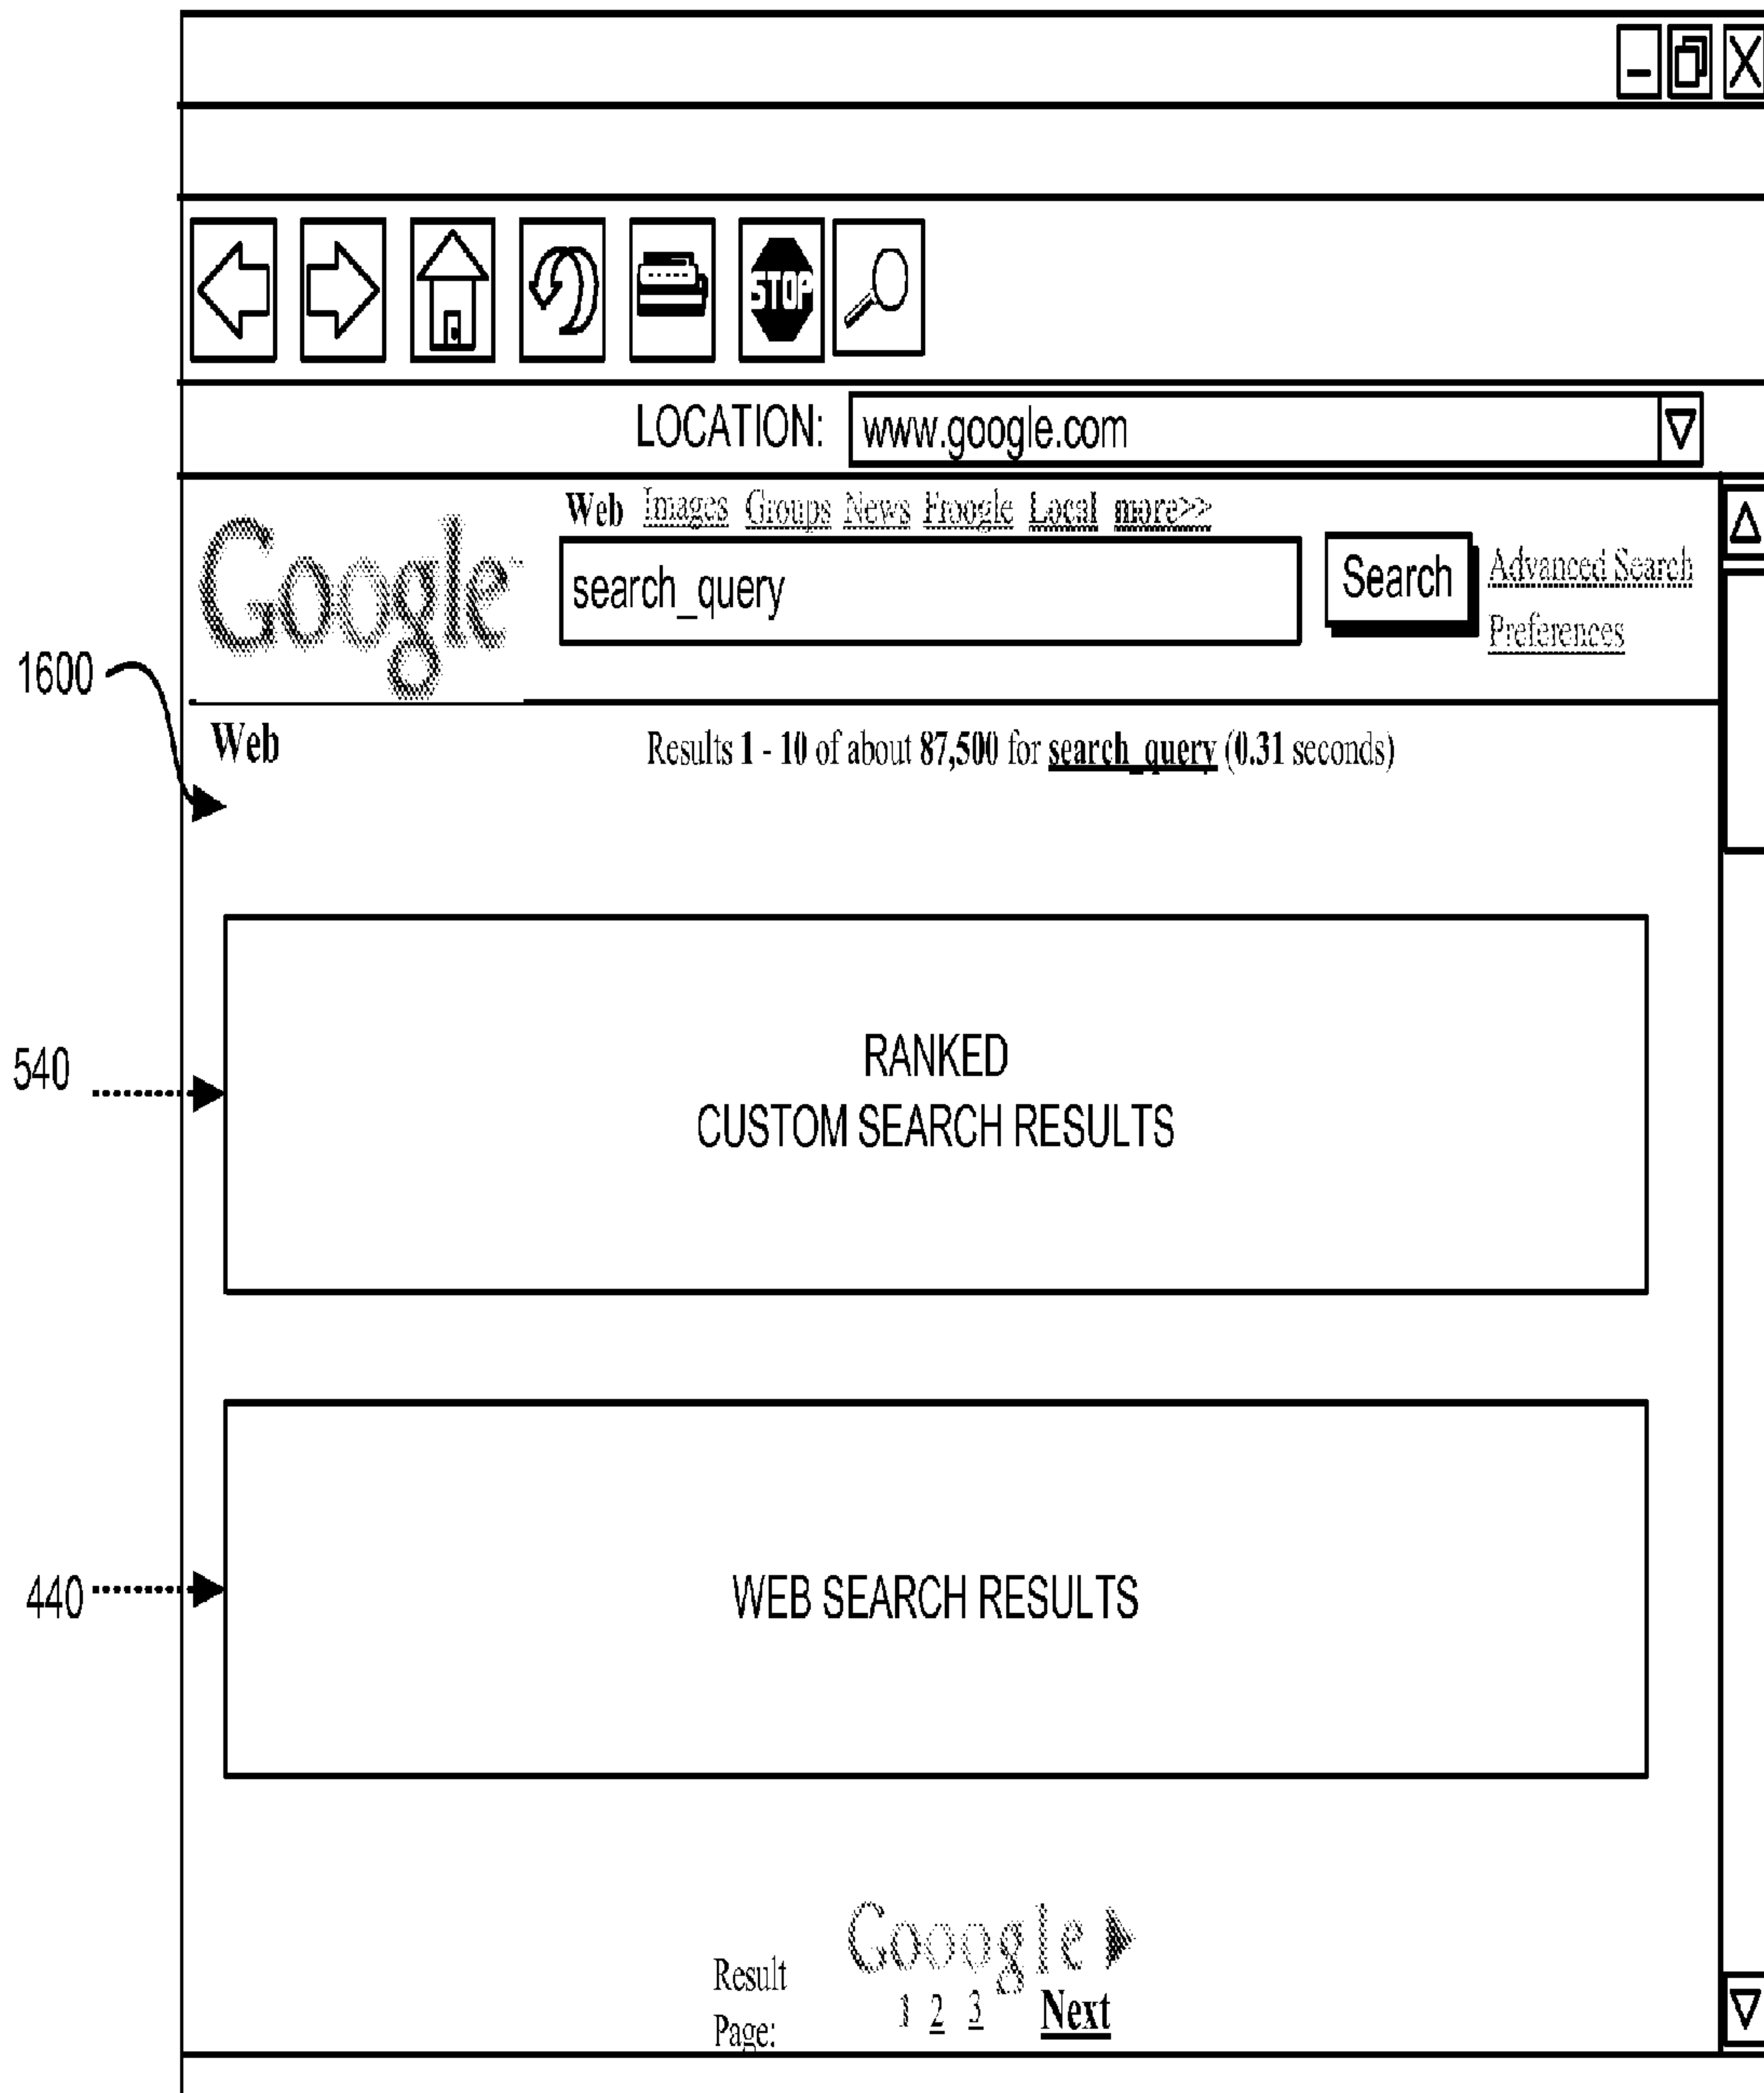 STOP
LOCATION: www.google.com
Web Images Groups News Froogle Local more>>
Google
search_query Search Advanced Search
Preferences
1600
Web Results 1 - 10 of about 87,500 for search_query (0.31 seconds)
540
RANKED
CUSTOM SEARCH RESULTS
440
WEB SEARCH RESULTS
Gooogle
Result
Page: 1 2 3 Next